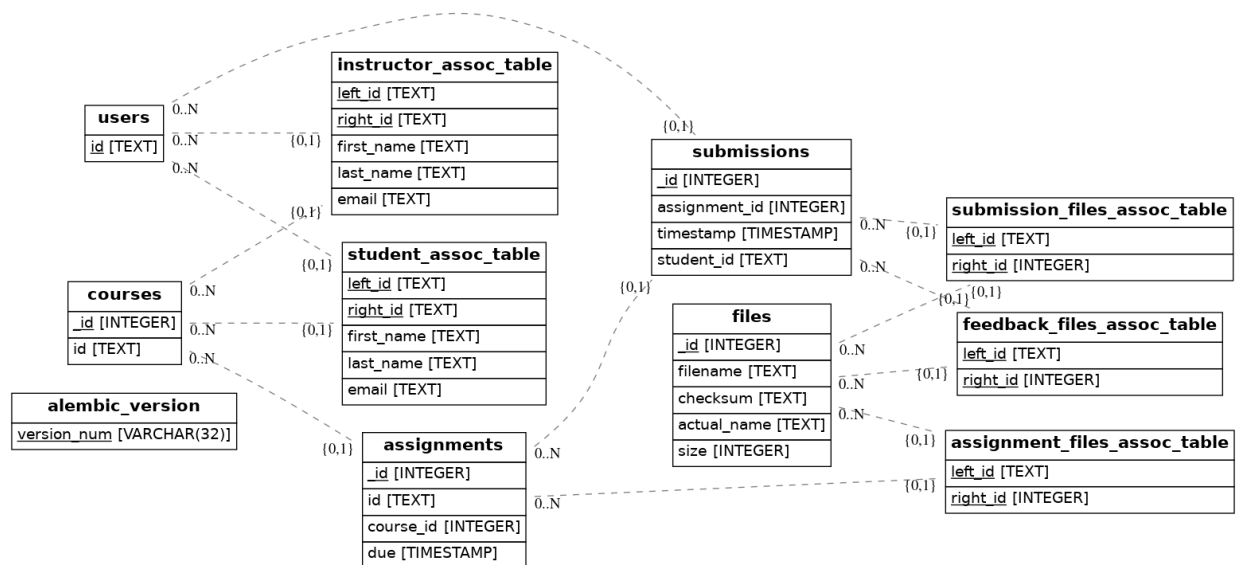 users
id [TEXT]
instructor_assoc_table
left_id [TEXT]
right_id [TEXT]
first_name [TEXT]
last_name [TEXT]
email [TEXT]
student_assoc_table
left_id [TEXT]
right_id [TEXT]
first_name [TEXT]
last_name [TEXT]
email [TEXT]
courses
_id [INTEGER]
id [TEXT]
alembic_version
version_num [VARCHAR(32)]
assignments
_id [INTEGER]
id [TEXT]
course_id [INTEGER]
due [TIMESTAMP]
submissions
_id [INTEGER]
assignment_id [INTEGER]
timestamp [TIMESTAMP]
student_id [TEXT]
files
_id [INTEGER]
filename [TEXT]
checksum [TEXT]
actual_name [TEXT]
size [INTEGER]
submission_files_assoc_table
left_id [TEXT]
right_id [INTEGER]
feedback_files_assoc_table
left_id [TEXT]
right_id [INTEGER]
assignment_files_assoc_table
left_id [TEXT]
right_id [INTEGER]
0..N
{0,1}
0..N
{0,1}
0..N
{0,1}
0..N
{0,1}
0..N
{0,1}
0..N
{0,1}
0..N
{0,1}
0..N
{0,1}
0..N
{0,1}
0..N
{0,1}
0..N
{0,1}
0..N
{0,1}
0..N
{0,1}